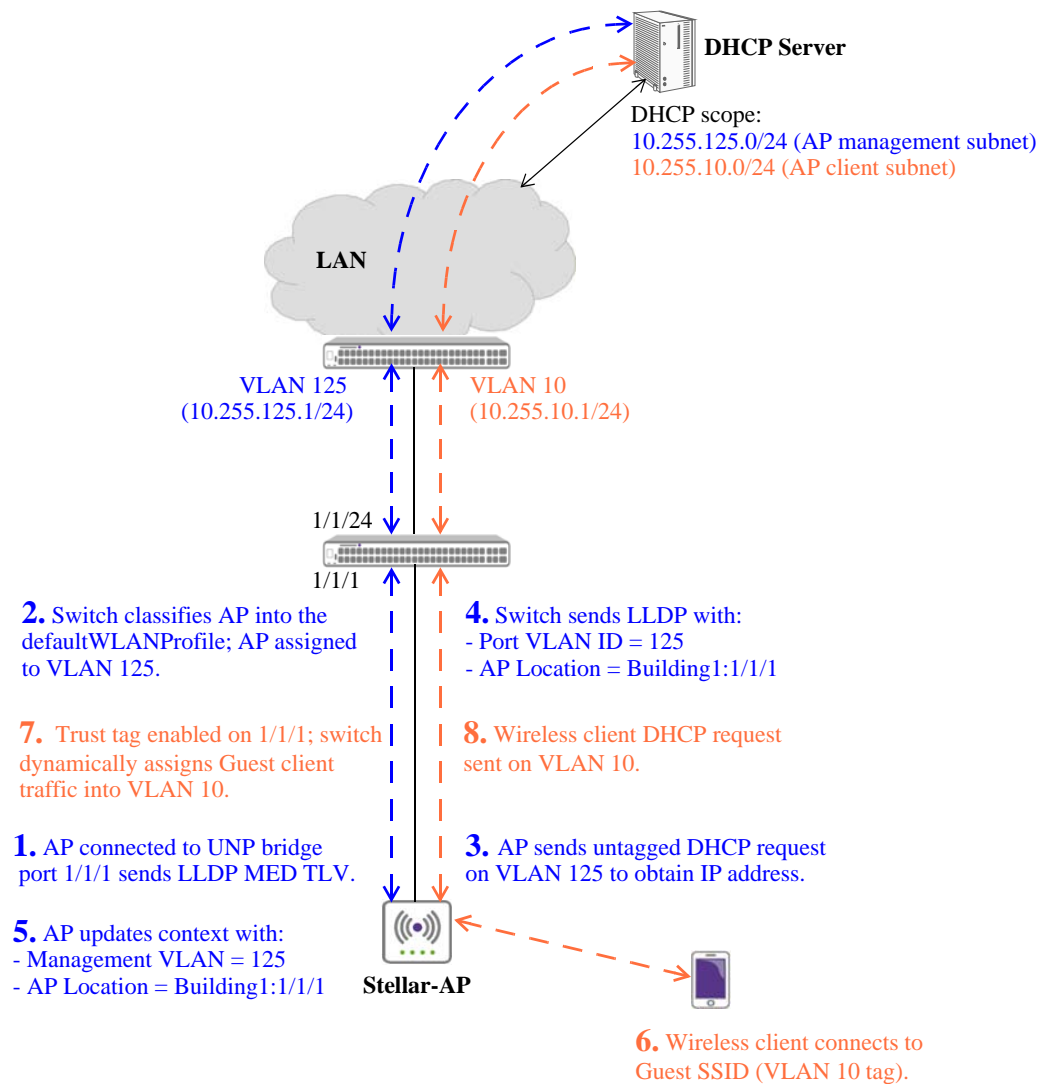 DHCP Server
DHCP scope:
10.255.125.0/24 (AP management subnet)
10.255.10.0/24 (AP client subnet)
LAN
VLAN 125
(10.255.125.1/24)
VLAN 10
(10.255.10.1/24)
1/1/24
1/1/1
2. Switch classifies AP into the
defaultWLANProfile; AP assigned
to VLAN 125.
4. Switch sends LLDP with:
- Port VLAN ID = 125
- AP Location = Building1:1/1/1
7. Trust tag enabled on 1/1/1; switch
dynamically assigns Guest client
traffic into VLAN 10.
8. Wireless client DHCP request
sent on VLAN 10.
1. AP connected to UNP bridge
port 1/1/1 sends LLDP MED TLV.
3. AP sends untagged DHCP request
on VLAN 125 to obtain IP address.
5. AP updates context with:
- Management VLAN = 125
- AP Location = Building1:1/1/1
Stellar-AP
6. Wireless client connects to
Guest SSID (VLAN 10 tag).